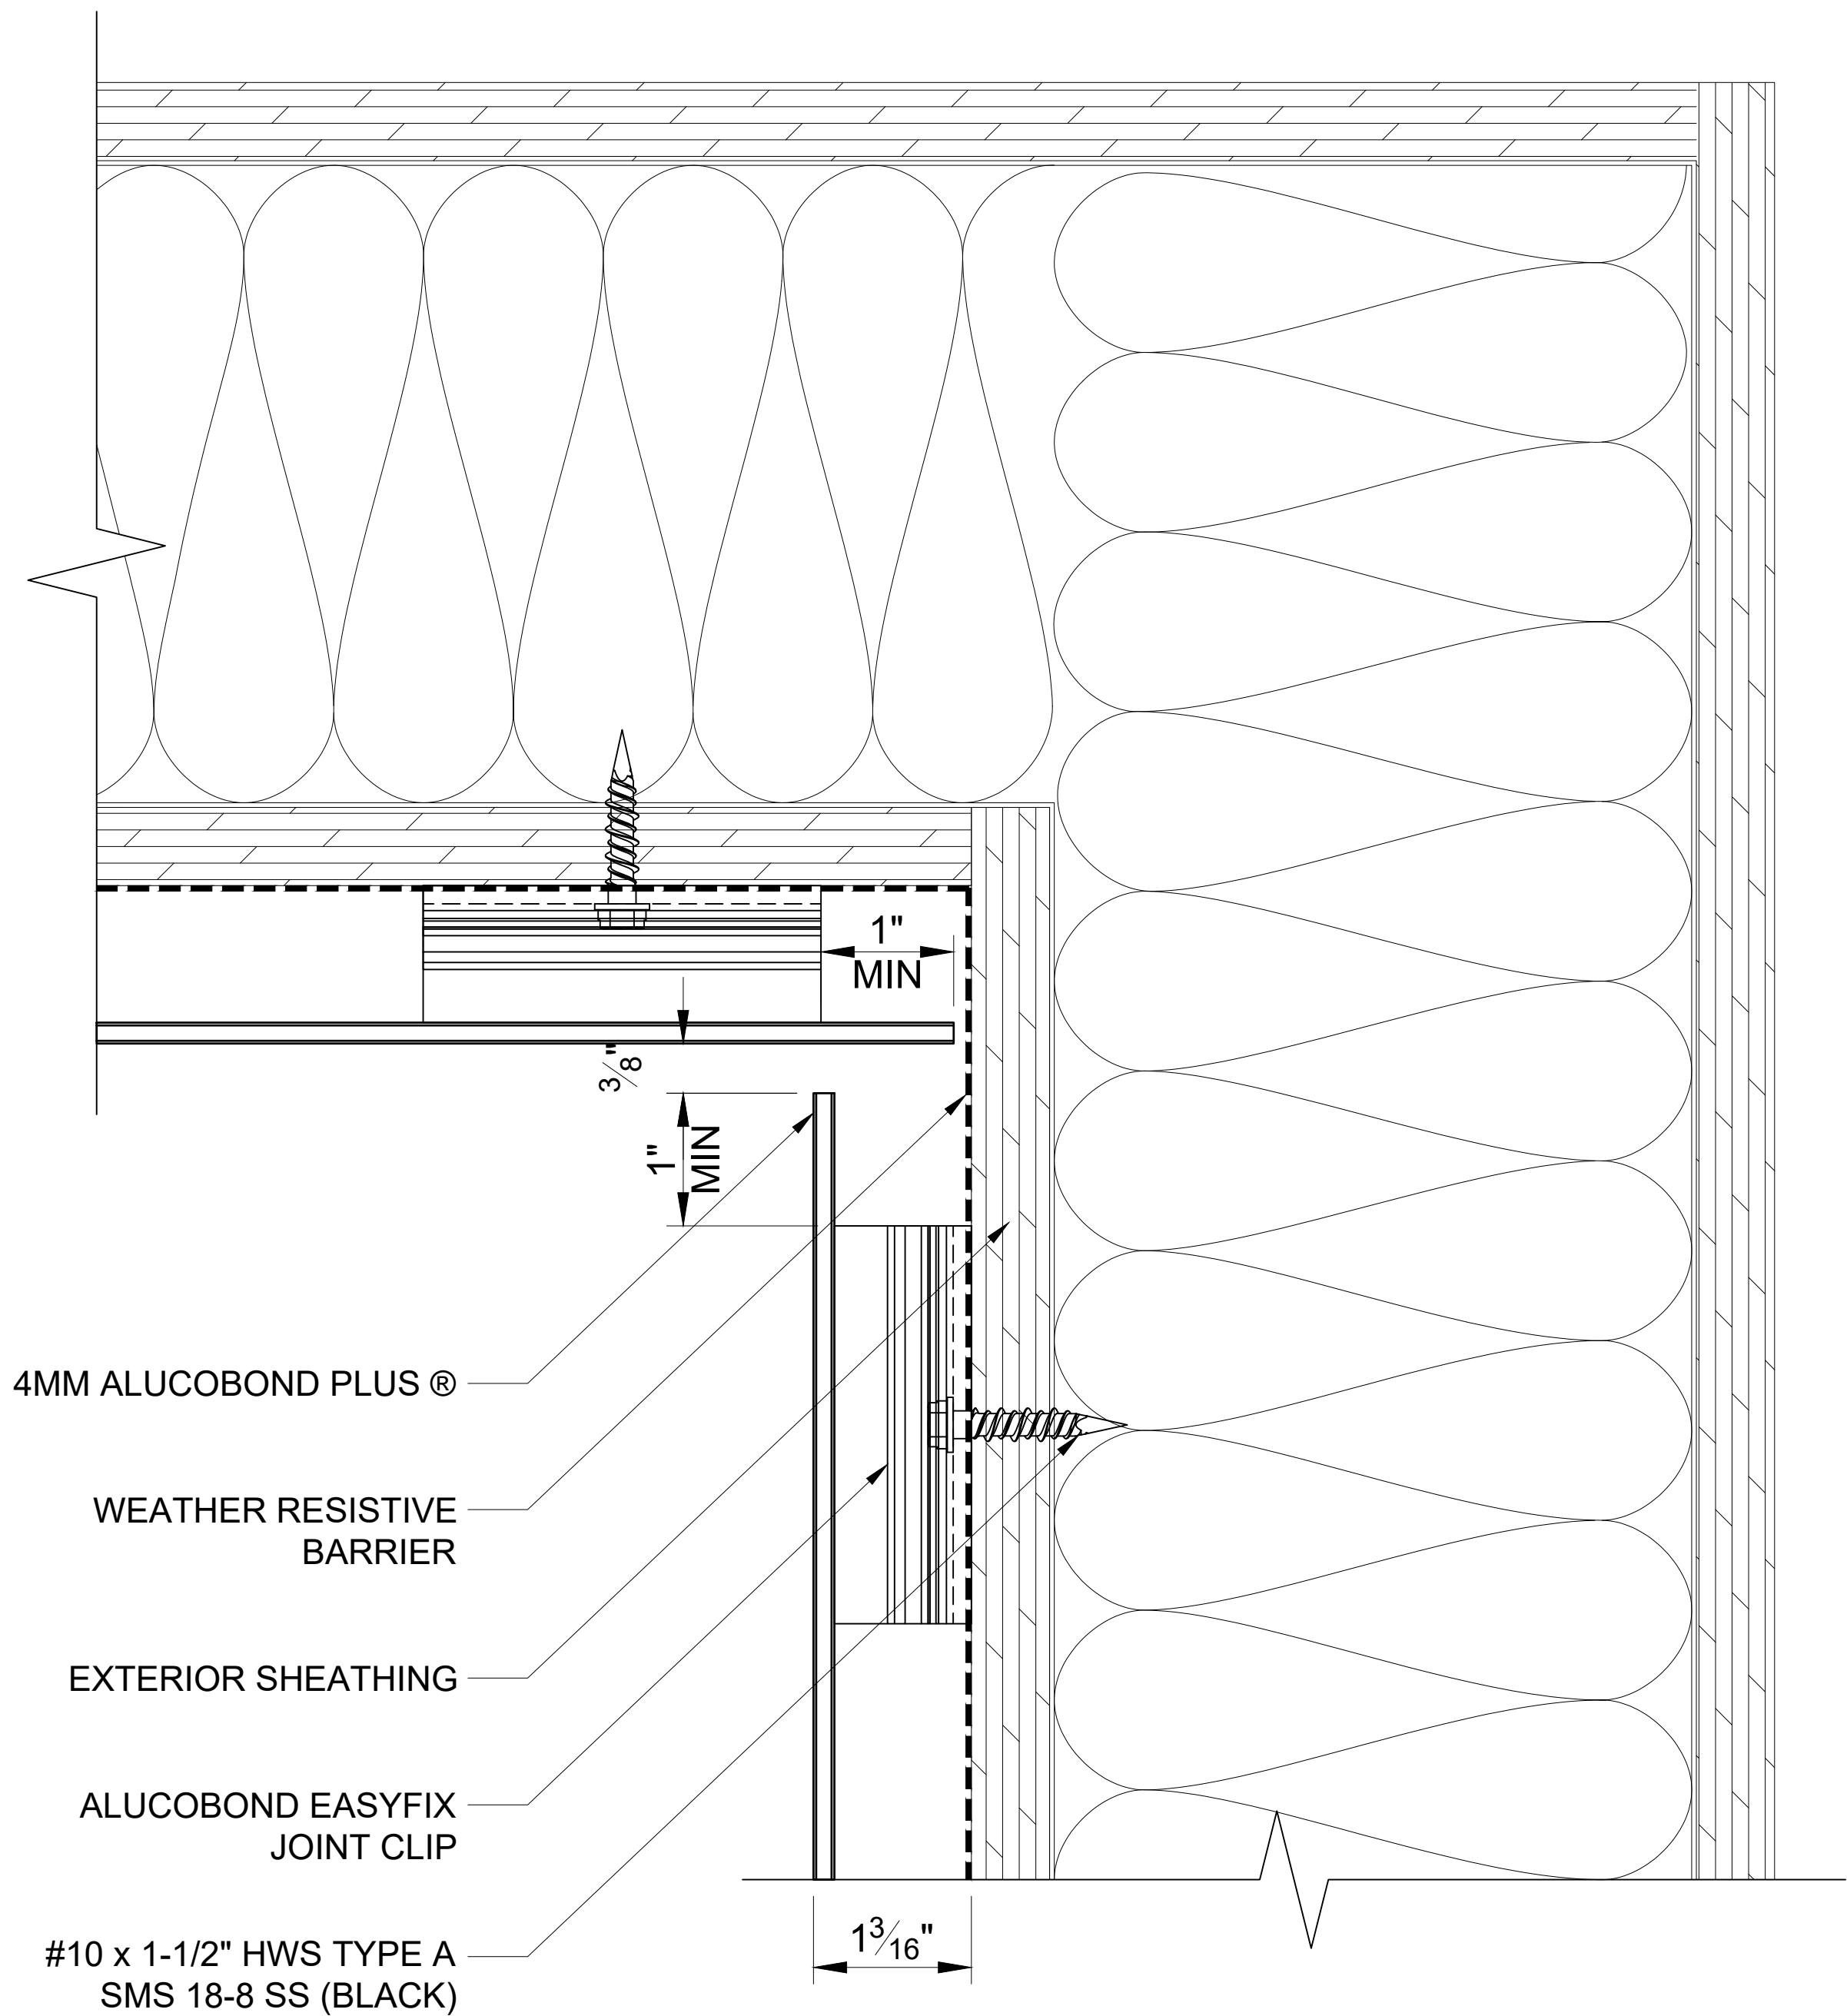 1"
MIN
3/8"
1"
MIN
4MM ALUCOBOND PLUS ®
WEATHER RESISTIVE
BARRIER
EXTERIOR SHEATHING
ALUCOBOND EASYFIX
JOINT CLIP
#10 x 1-1/2" HWS TYPE A
SMS 18-8 SS (BLACK)
1 3/16"